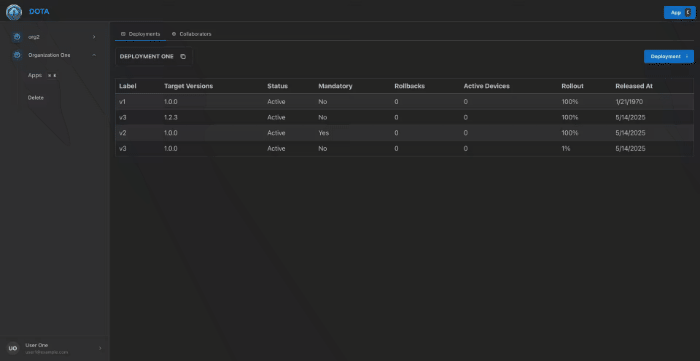 DOTA
App
org2
Organization One
Apps
Delete
Deployments Collaborators
DEPLOYMENT ONE
Deployment
Label Target Versions Status Mandatory Rollbacks Active Devices Rollout Released At
v1 1.0.0 Active No 0 0 100% 1/21/1970
v3 1.2.3 Active No 0 0 100% 5/14/2025
v2 1.0.0 Active Yes 0 0 100% 5/14/2025
v3 1.0.0 Active No 0 0 1% 5/14/2025
UO
User One
user1@example.com